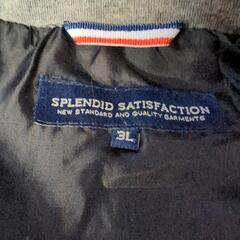 SPLENDID SATISFACTION
NEW STANDARD AND QUALITY GARMENTS
3L